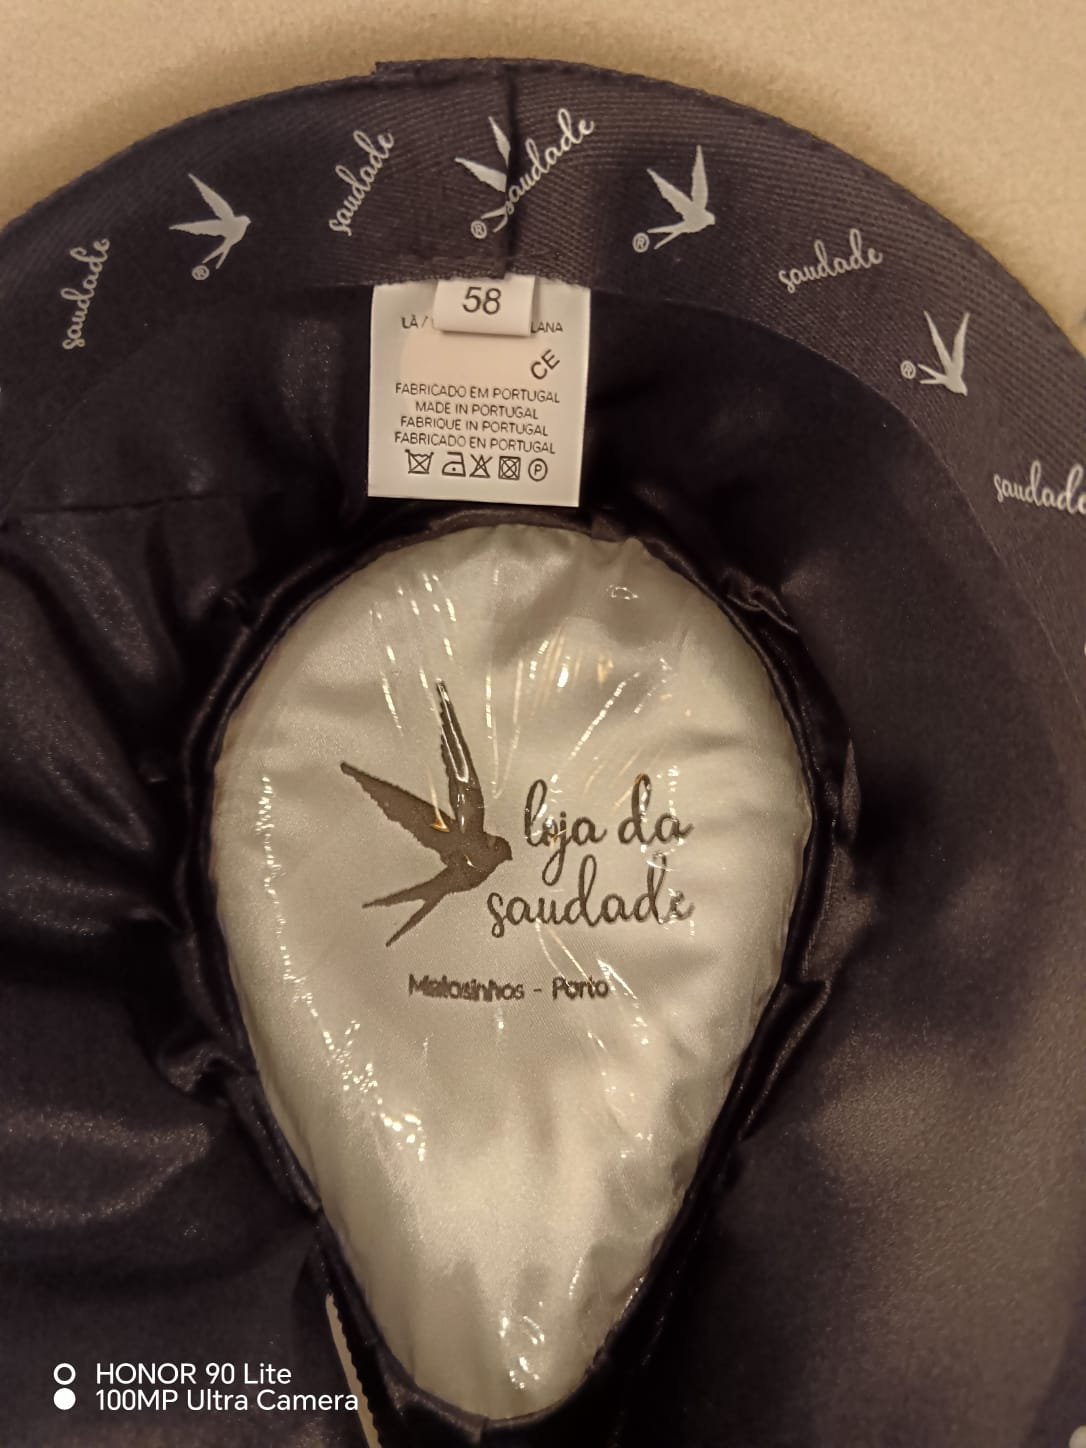 saudade
saudade
®
saudade
®
®
saudade
®
saudade
58
LÃ /
LANA
CE
FABRICADO EM PORTUGAL
MADE IN PORTUGAL
FABRIQUE IN PORTUGAL
FABRICADO EN PORTUGAL
P
loja da
saudade
Matosinhos - Porto
HONOR 90 Lite
100MP Ultra Camera